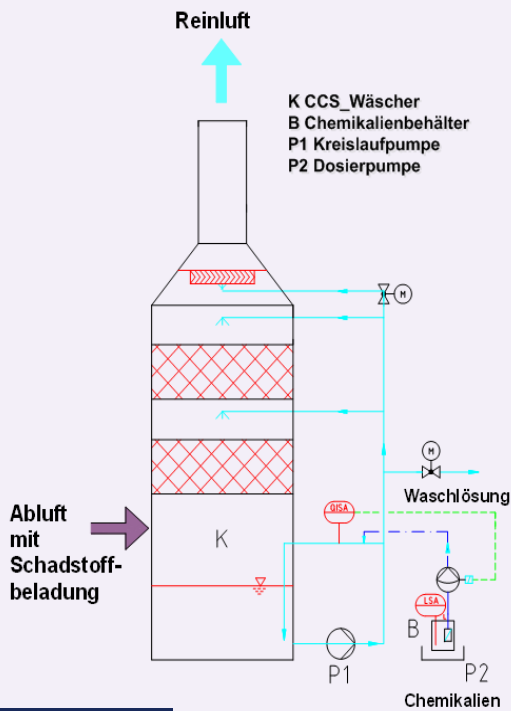 Reinluft
K CCS_Wäscher
B Chemikalienbehälter
P1 Kreislaufpumpe
P2 Dosierpumpe
M
M
Waschlösung
QISA
Abluft
mit
Schadstoff-
beladung
K
LSA
B
P1
P2
Chemikalien